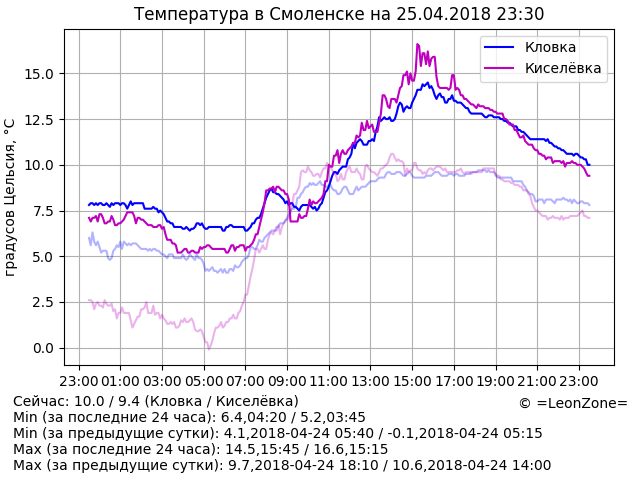 Температура в Смоленске на 25.04.2018 23:30
Кловка
Киселёвка
градусов Цельсия, °C
15.0
12.5
10.0
7.5
5.0
2.5
0.0
23:00 01:00 03:00 05:00 07:00 09:00 11:00 13:00 15:00 17:00 19:00 21:00 23:00
Сейчас: 10.0 / 9.4 (Кловка / Киселёвка)
© =LeonZone=
Min (за последние 24 часа): 6.4,04:20 / 5.2,03:45
Min (за предыдущие сутки): 4.1,2018-04-24 05:40 / -0.1,2018-04-24 05:15
Max (за последние 24 часа): 14.5,15:45 / 16.6,15:15
Max (за предыдущие сутки): 9.7,2018-04-24 18:10 / 10.6,2018-04-24 14:00